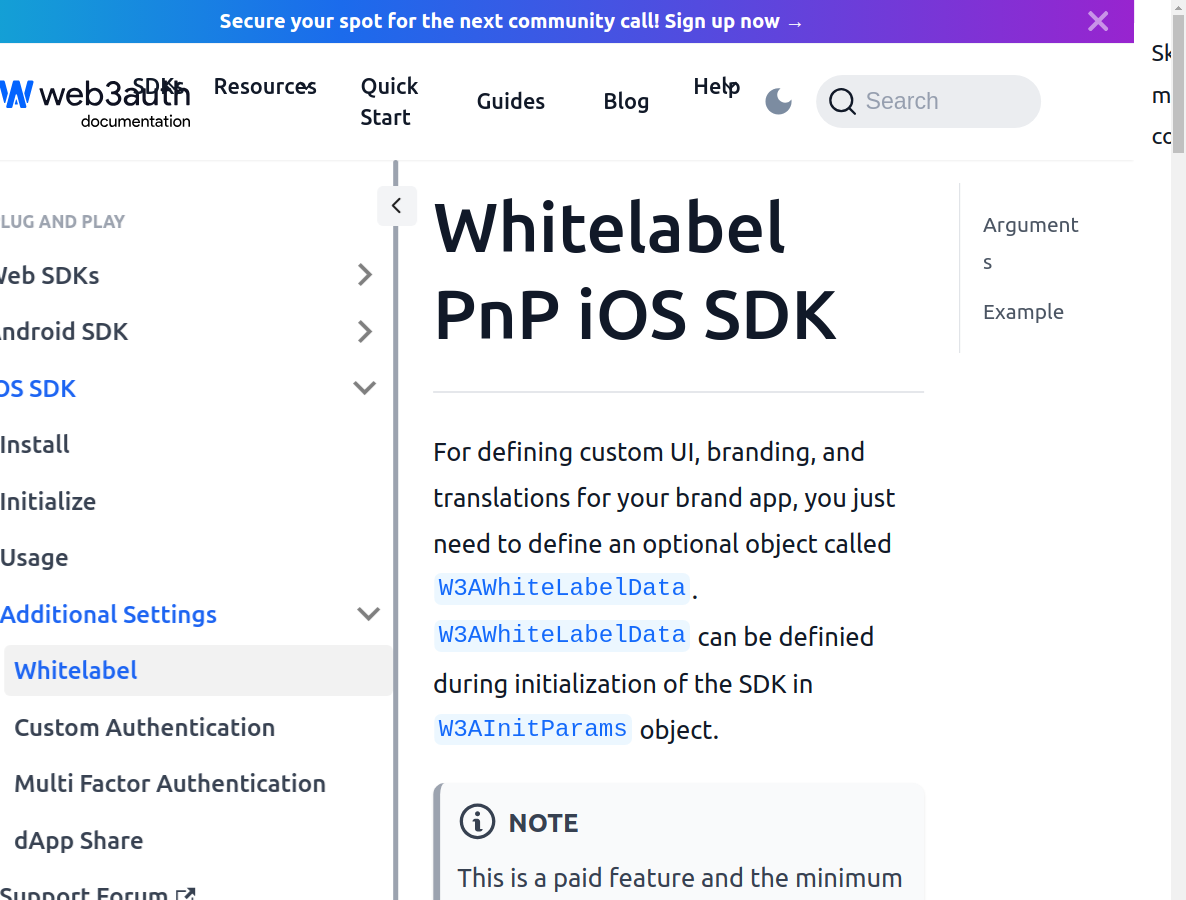 Secure your spot for the next community call! Sign up now →
Sk
m
co
web3auth
documentation
SDKs
Resources
Quick
Start
Guides
Blog
Help
Search
LUG AND PLAY
Web SDKs
Android SDK
OS SDK
Install
Initialize
Usage
Additional Settings
Whitelabel
Custom Authentication
Multi Factor Authentication
dApp Share
Support Forum
Whitelabel
PnP iOS SDK
For defining custom UI, branding, and
translations for your brand app, you just
need to define an optional object called
W3AWhiteLabelData.
W3AWhiteLabelData can be definied
during initialization of the SDK in
W3AInitParams object.
NOTE
This is a paid feature and the minimum
Argument
s
Example